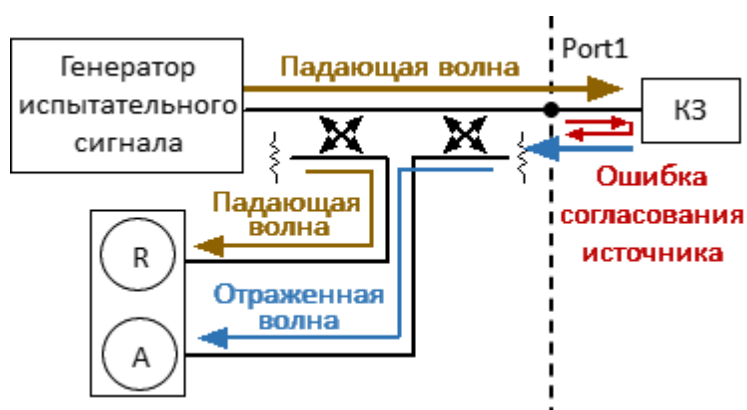 Генератор
испытательного
сигнала
Падающая волна
Port1
КЗ
Ошибка
согласования
источника
Падающая
волна
R
Отраженная
волна
A